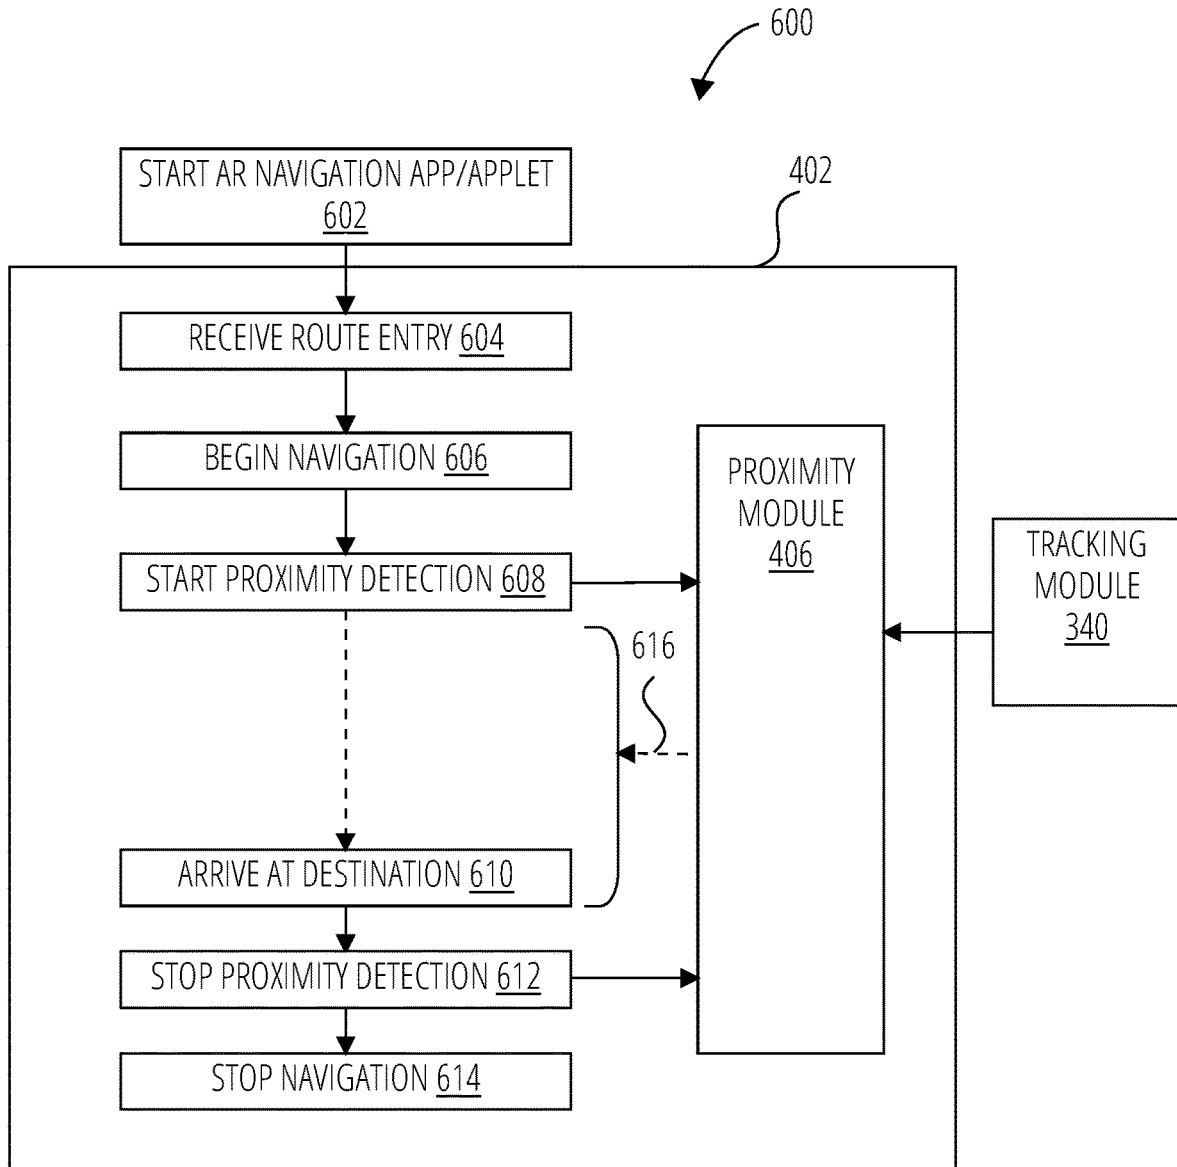 600
START AR NAVIGATION APP/APPLET
602
402
RECEIVE ROUTE ENTRY 604
BEGIN NAVIGATION 606
PROXIMITY
MODULE
406
START PROXIMITY DETECTION 608
TRACKING
MODULE
340
616
ARRIVE AT DESTINATION 610
STOP PROXIMITY DETECTION 612
STOP NAVIGATION 614